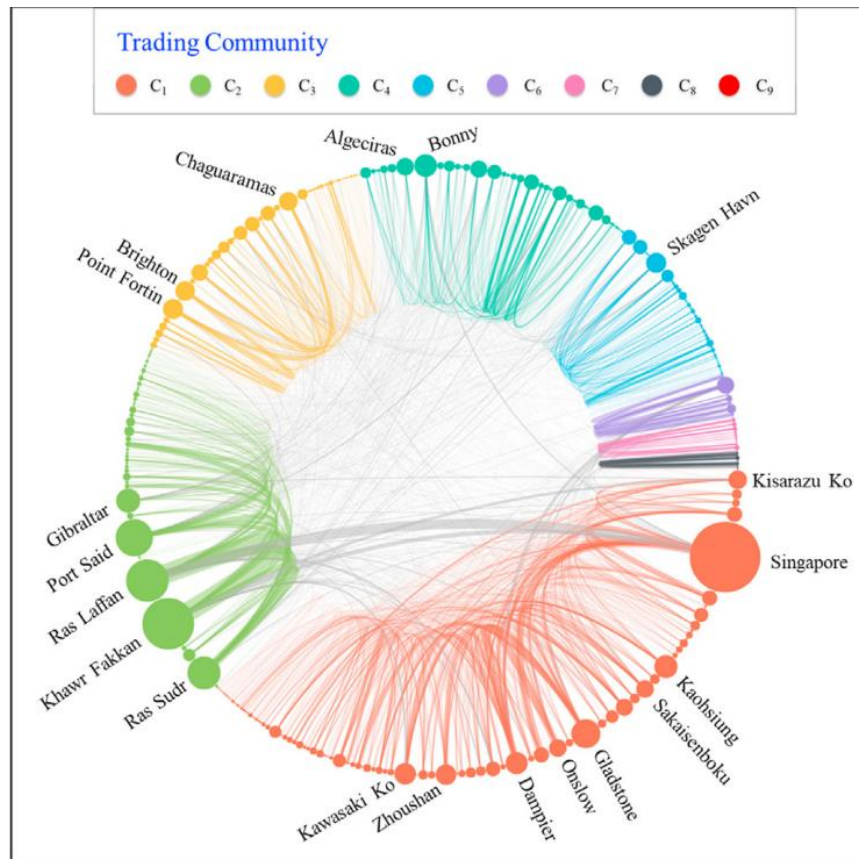 Trading Community
C1 C2 C3 C4 C5 C6 C7 C8 C9
Algeciras
Bonny
Chaguaramas
Skagen Havn
Brighton
Point Fortin
Kisarazu Ko
Gibraltar
Singapore
Port Said
Ras Laffan
Khawr Fakkan
Ras Sudr
Kaohsiung
Sakaisenboku
Gladstone
Onslow
Dampier
Zhoushan
Kawasaki Ko